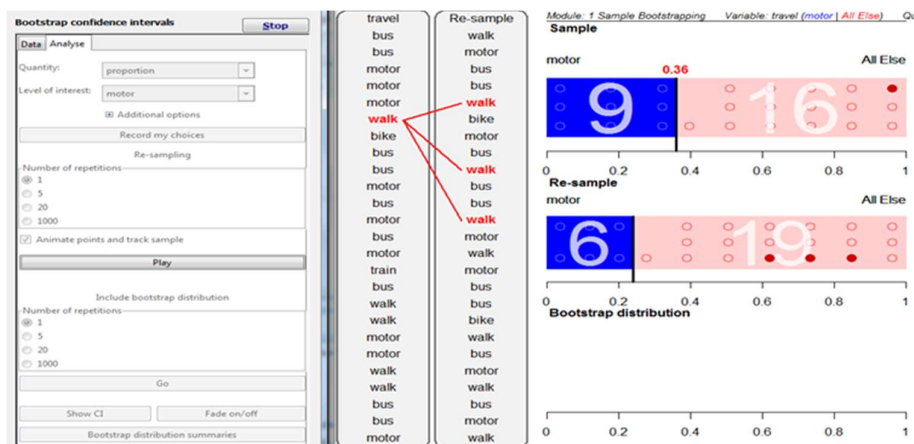 Bootstrap confidence intervals
Stop
Data Analyse
Quantity: proportion
Level of interest: motor
Additional options
Record my choices
Re-sampling
Number of repetitions
1
5
20
1000
Animate points and track sample
Play
Include bootstrap distribution
Number of repetitions
1
5
20
1000
Go
Show CI Fade on/off
Bootstrap distribution summaries
travel Re-sample
bus walk
bus motor
motor bus
motor bus
motor walk
walk bike
bike motor
bus bus
bus walk
motor bus
bus bus
motor walk
bus motor
motor walk
train motor
bus bus
walk bus
walk bike
motor walk
motor bus
walk motor
walk walk
bus bus
bus motor
motor walk
Module: 1 Sample Bootstrapping Variable: travel (motor | All Else)
Sample
motor All Else
0.36
9 16
0 0.2 0.4 0.6 0.8 1
Re-sample
motor All Else
6 19
0 0.2 0.4 0.6 0.8 1
Bootstrap distribution
0 0.2 0.4 0.6 0.8 1